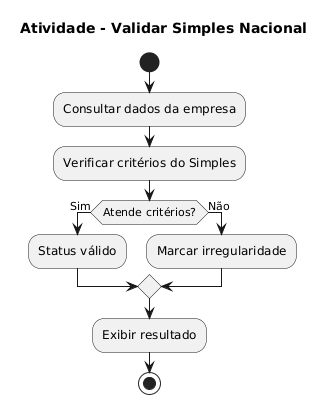 Atividade - Validar Simples Nacional
Consultar dados da empresa
Verificar critérios do Simples
Sim
Atende critérios?
Não
Status válido
Marcar irregularidade
Exibir resultado